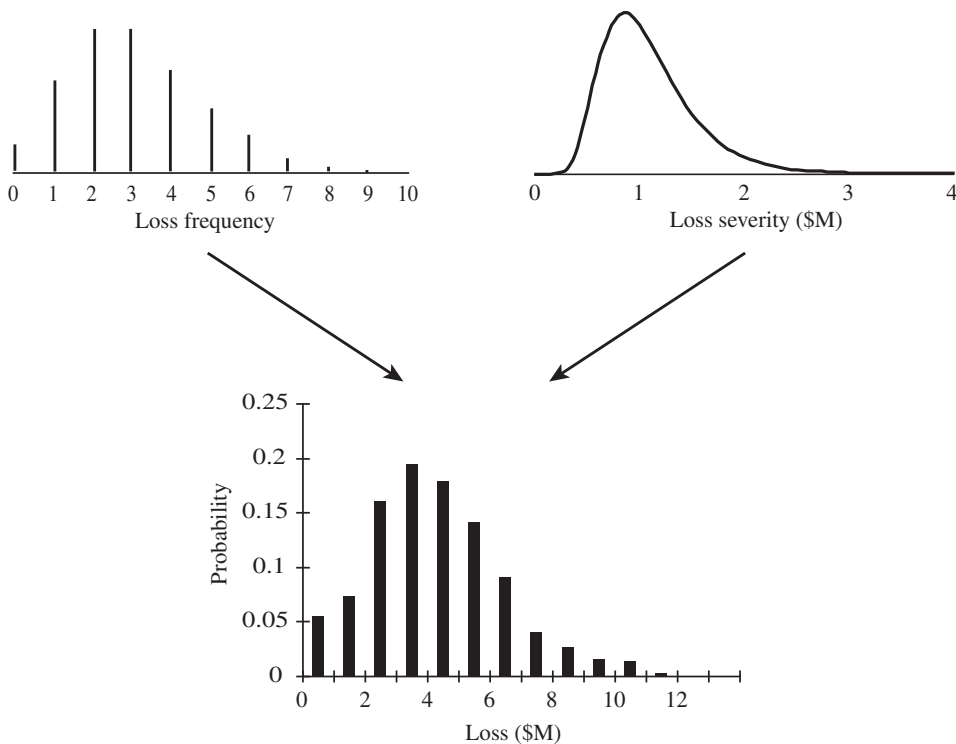 0 1 2 3 4 5 6 7 8 9 10
Loss frequency
0 1 2 3 4
Loss severity ($M)
0.25
0.2
0.15
0.1
0.05
0
Probability
0 2 4 6 8 10 12
Loss ($M)